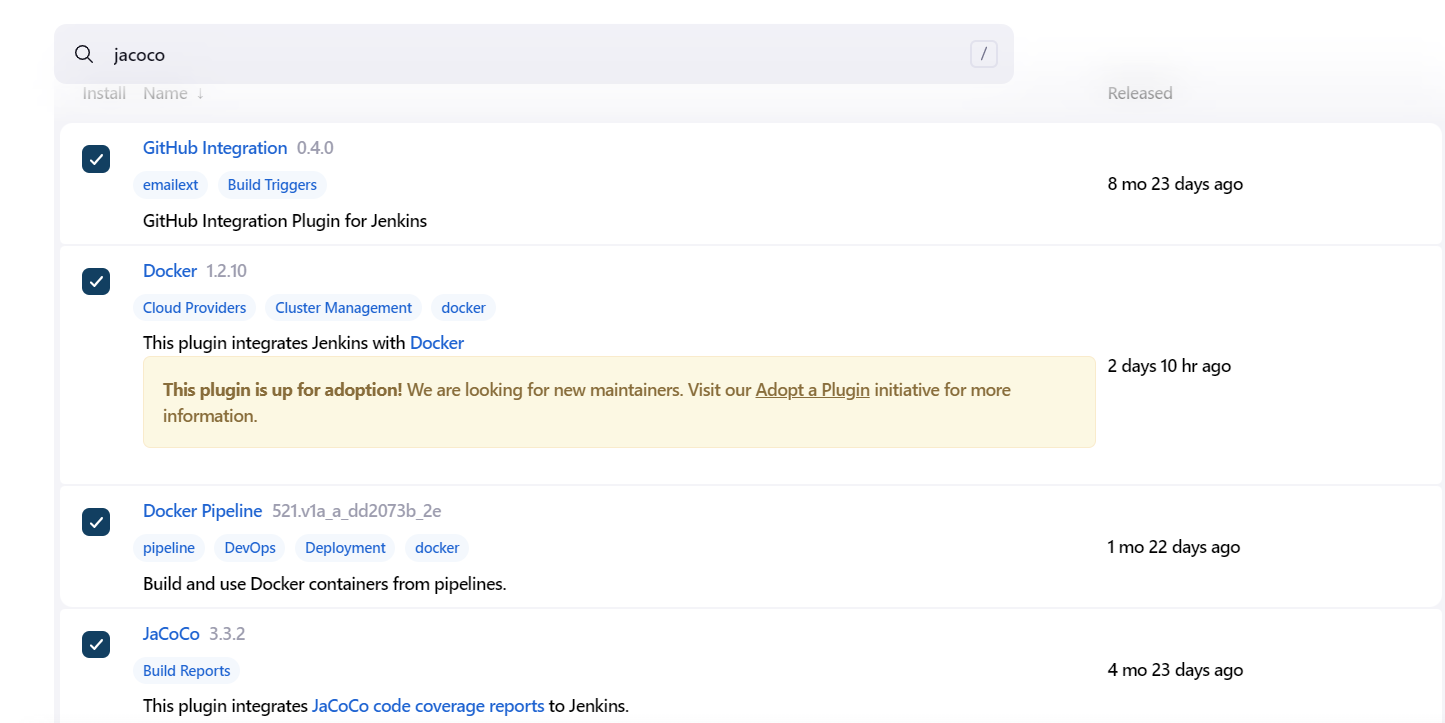 jacoco /
Install Name ↓ Released
GitHub Integration 0.4.0
emailext Build Triggers
8 mo 23 days ago
GitHub Integration Plugin for Jenkins
Docker 1.2.10
Cloud Providers Cluster Management docker
This plugin integrates Jenkins with Docker
2 days 10 hr ago
This plugin is up for adoption! We are looking for new maintainers. Visit our Adopt a Plugin initiative for more
information.
Docker Pipeline 521.v1a_a_dd2073b_2e
pipeline DevOps Deployment docker
1 mo 22 days ago
Build and use Docker containers from pipelines.
JaCoCo 3.3.2
Build Reports
4 mo 23 days ago
This plugin integrates JaCoCo code coverage reports to Jenkins.